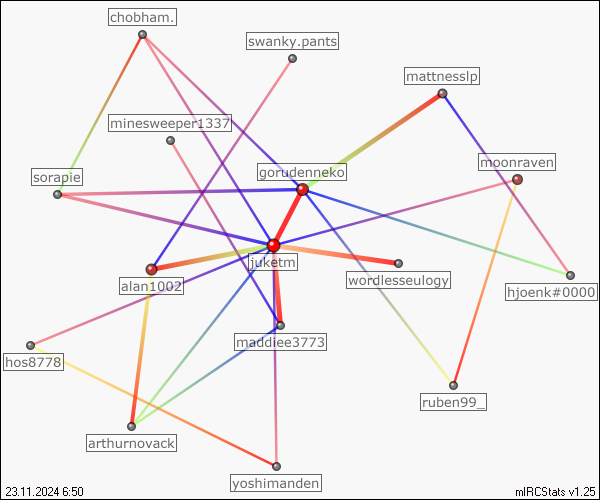 chobham.
swanky.pants
mattnesslp
minesweeper1337
moonraven
gorudenneko
sorapie
juketm
wordlesseulogy
alan1002
hjoenk#0000
maddiee3773
hos8778
ruben99_
arthurnovack
yoshimanden
23.11.2024 6:50
mIRCStats v1.25